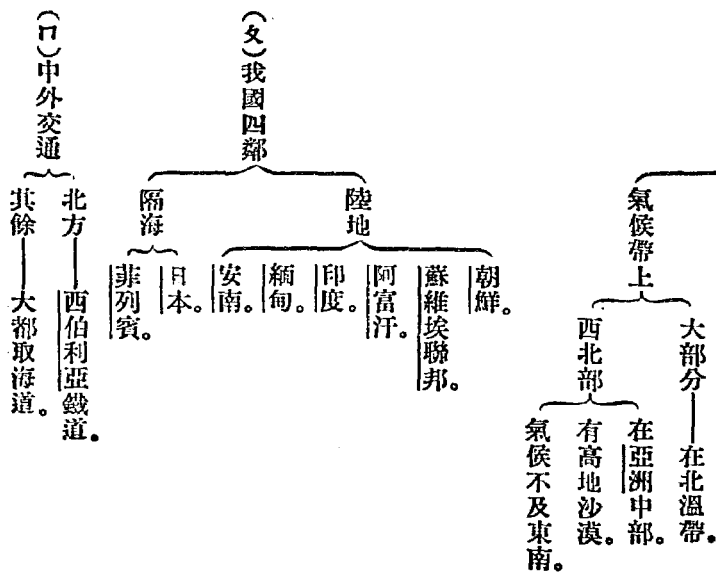 氣候帶上
大部分——在北溫帶。
西北部
在亞洲中部。
有高地沙漠。
氣候不及東南。
(ㄆ)我國四鄰
陸地
朝鮮。
蘇維埃聯邦。
阿富汗。
印度。
緬甸。
安南。
隔海
日本。
菲列賓。
(ㄇ)中外交通
北方——西伯利亞鐵道。
其餘——大都取海道。